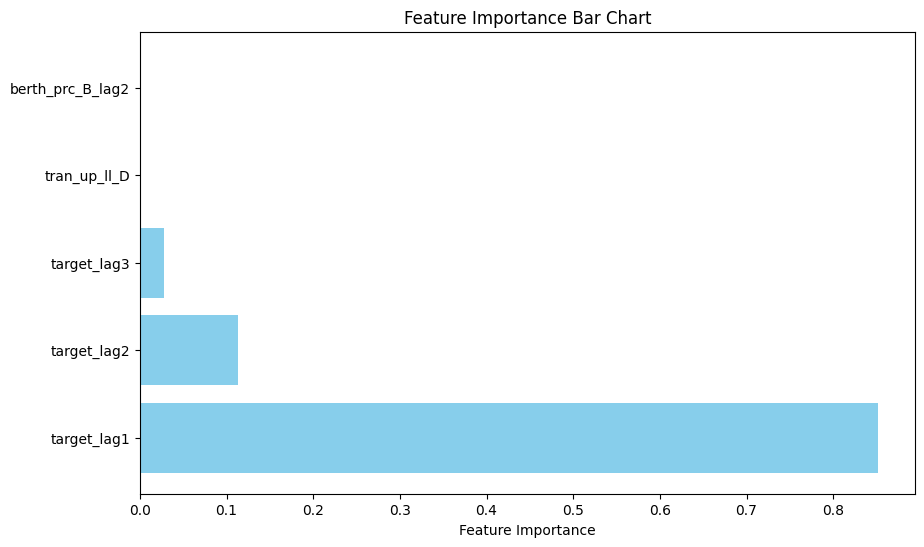 Feature Importance Bar Chart
berth_prc_B_lag2
tran_up_ll_D
target_lag3
target_lag2
target_lag1
0.0 0.1 0.2 0.3 0.4 0.5 0.6 0.7 0.8
Feature Importance